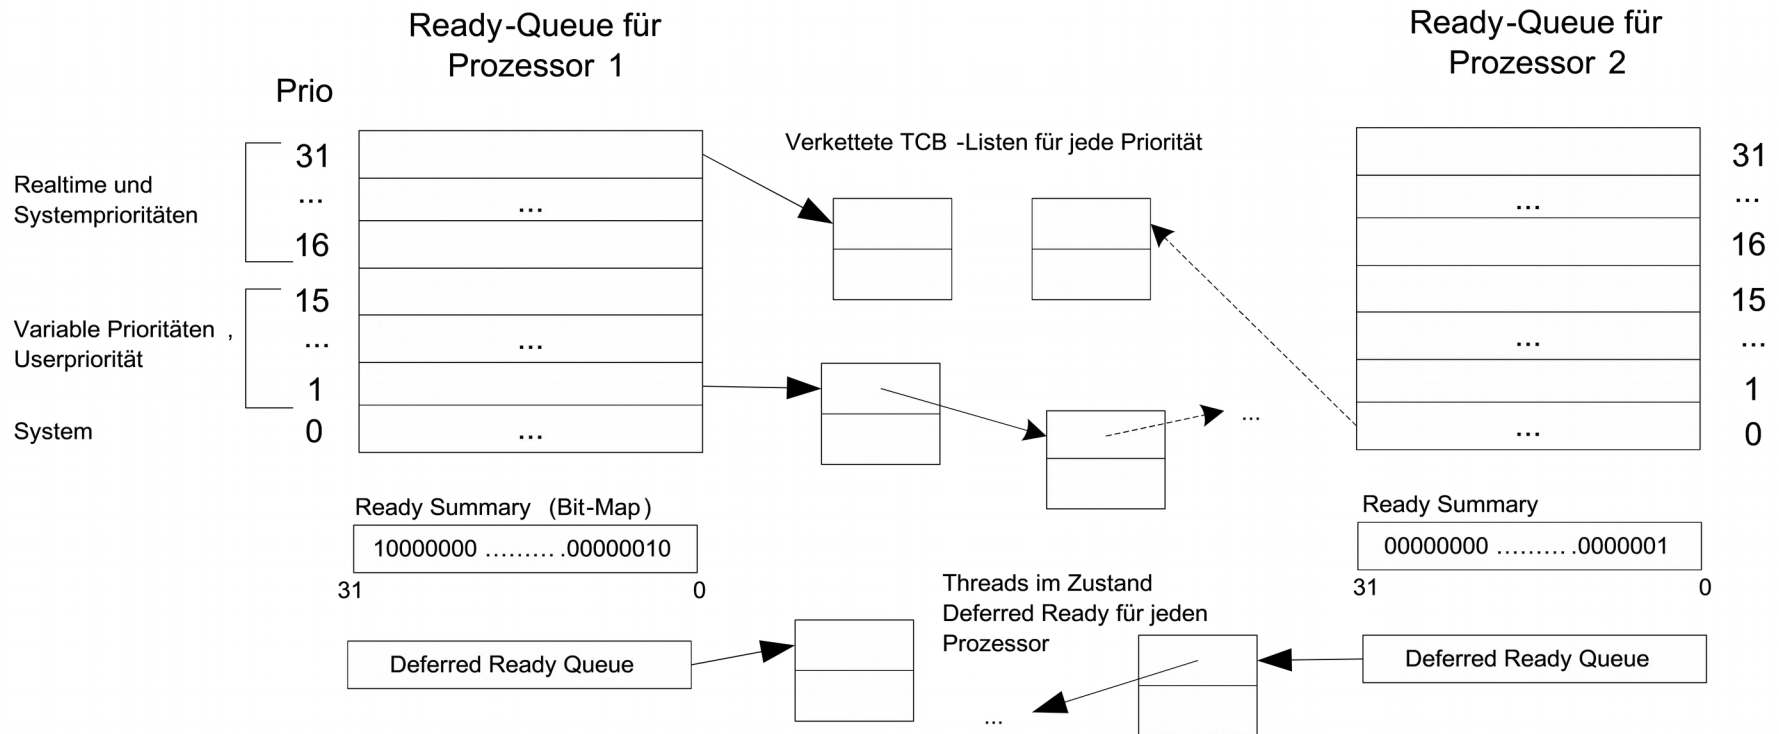 Ready-Queue für
Prozessor 1
Ready-Queue für
Prozessor 2
Prio
Verkettete TCB -Listen für jede Priorität
Realtime und
Systemprioritäten
31
...
16
...
31
...
16
...
Variable Prioritäten ,
Userpriorität
15
...
1
...
15
...
1
...
System
0
...
...
0
...
Ready Summary (Bit-Map)
10000000 ..........00000010
31 0
Ready Summary
00000000 ..........0000001
31 0
Threads im Zustand
Deferred Ready für jeden
Prozessor
Deferred Ready Queue
Deferred Ready Queue
...